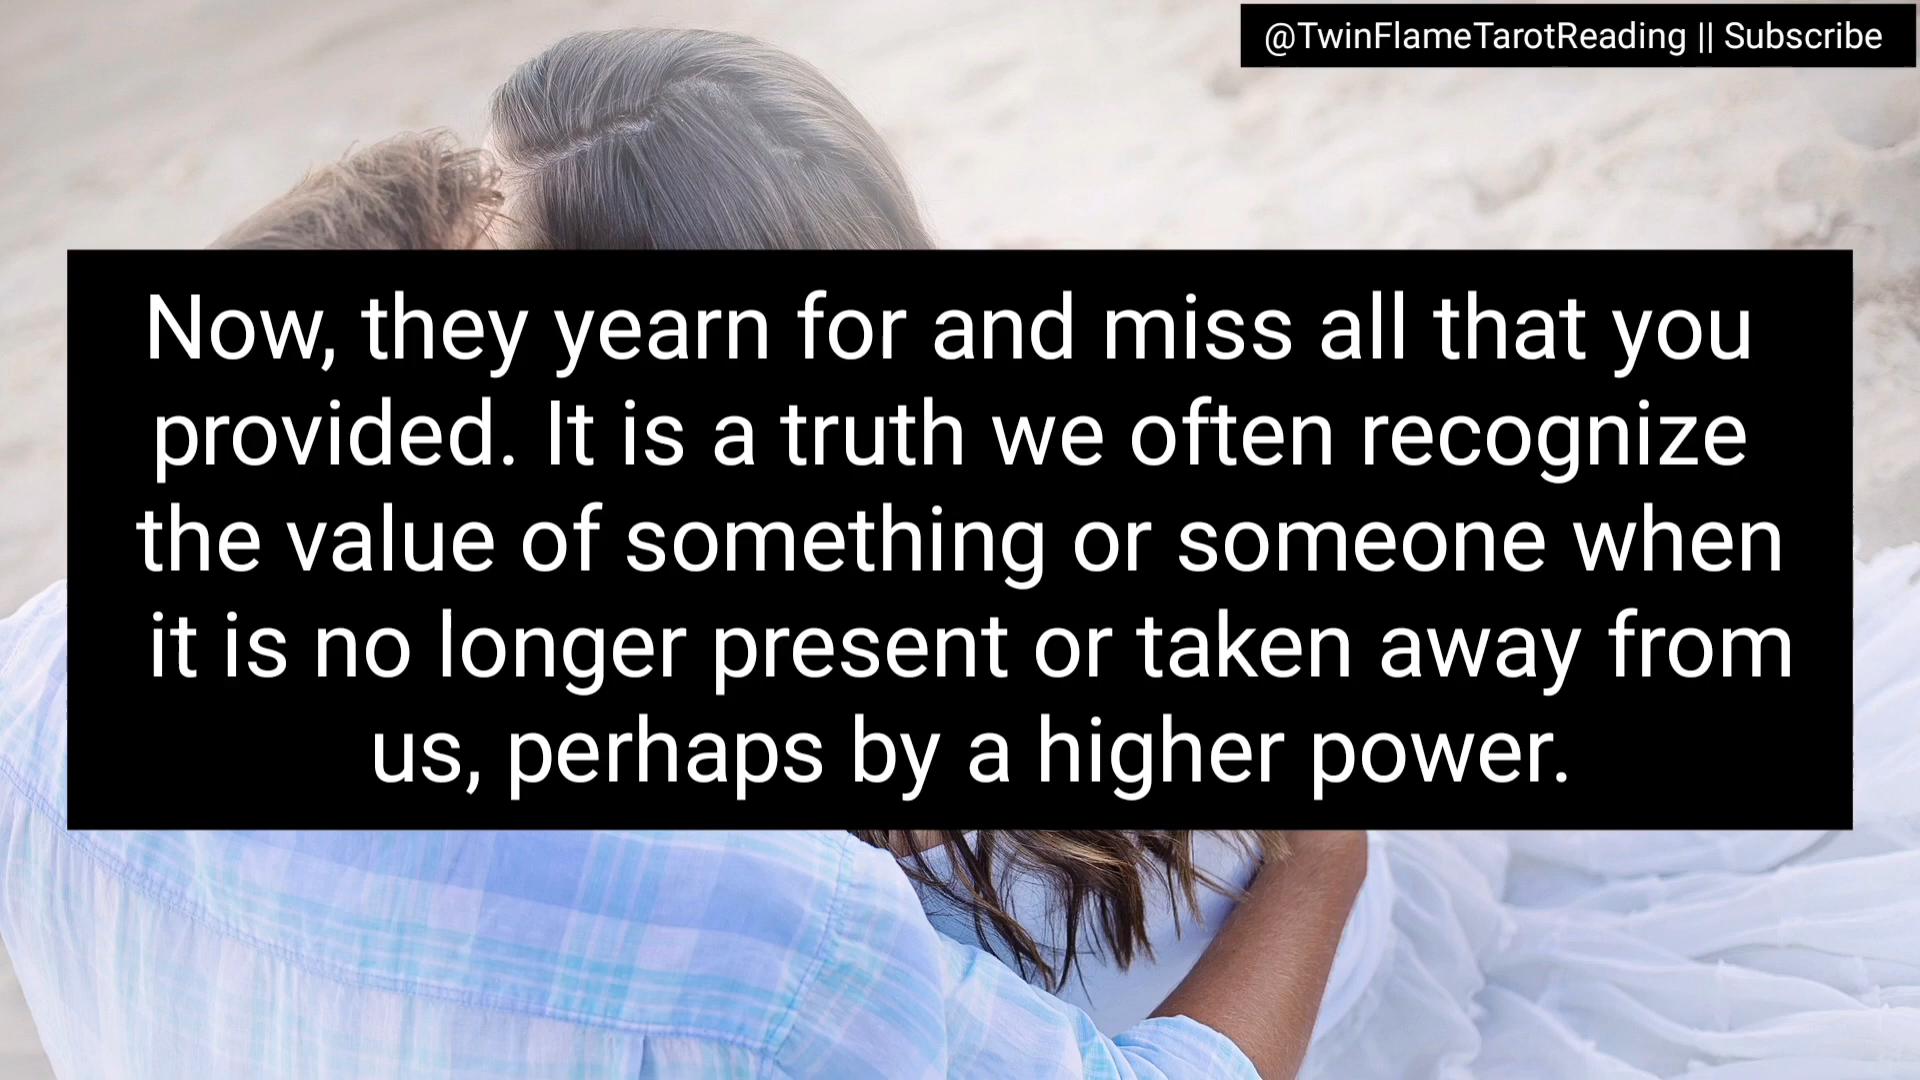 @TwinFlameTarotReading || Subscribe
Now, they yearn for and miss all that you
provided. It is a truth we often recognize
the value of something or someone when
it is no longer present or taken away from
us, perhaps by a higher power.